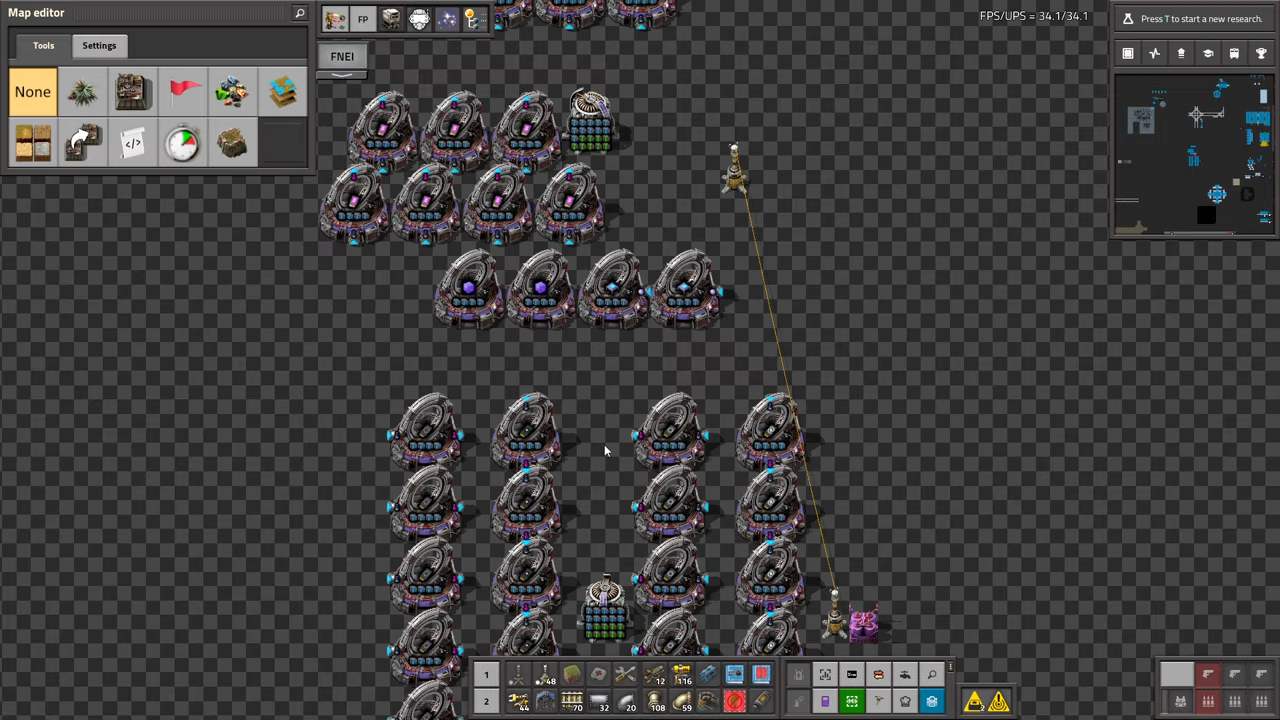 Map editor
Tools
Settings
None
</>
FP
FNEI
FPS/UPS = 34.1/34.1
Press T to start a new research.
1
48
12
116
2
44
70
32
20
108
59
2